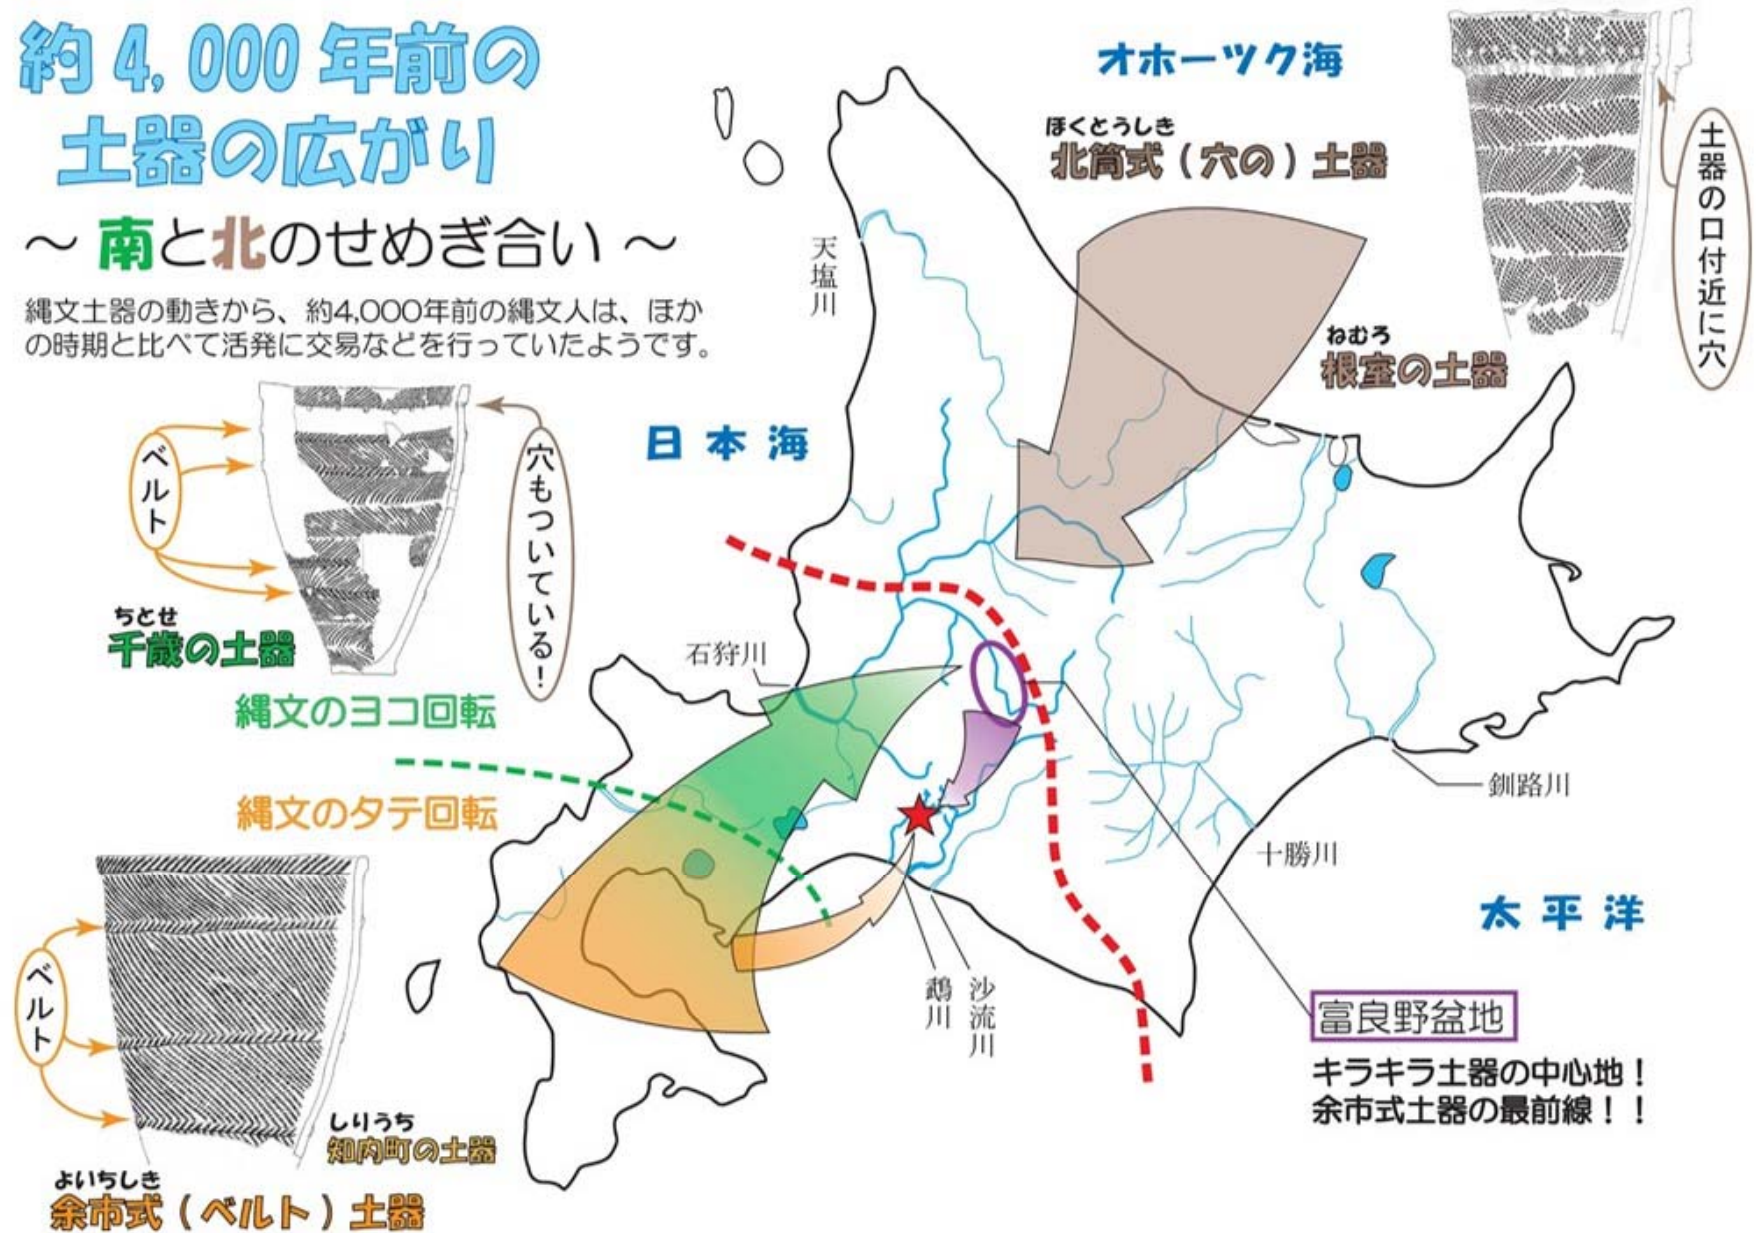 約4,000年前の
土器の広がり
～南と北のせめぎ合い～
縄文土器の動きから、約4,000年前の縄文人は、ほか
の時期と比べて活発に交易などを行っていたようです。
オホーツク海
ほくとうしき
北筒式（穴の）土器
土器の口付近に穴
ねむろ
根室の土器
天塩川
日本海
ベルト
穴もついている！
ちとせ
千歳の土器
石狩川
縄文のヨコ回転
縄文のタテ回転
釧路川
十勝川
太平洋
鵡川
沙流川
富良野盆地
キラキラ土器の中心地！
余市式土器の最前線！！
ベルト
しりうち
知内町の土器
よいちしき
余市式（ベルト）土器